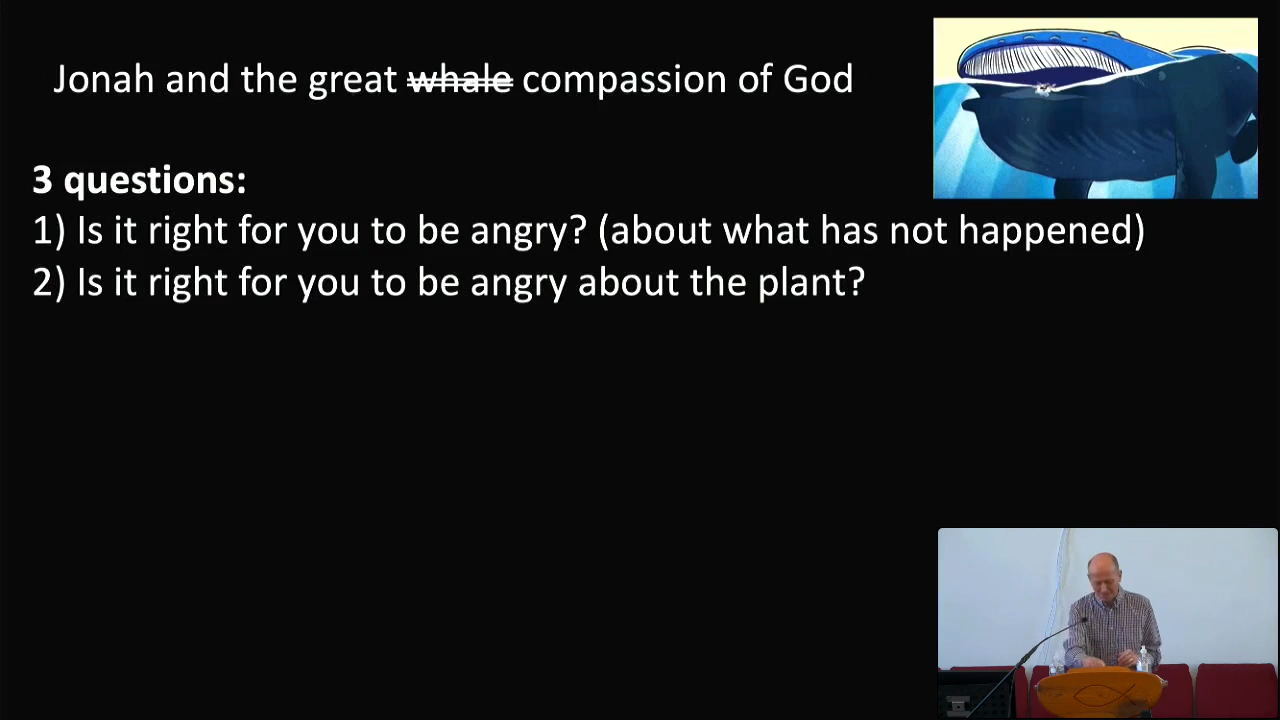 Jonah and the great whale compassion of God
3 questions:
1) Is it right for you to be angry? (about what has not happened)
2) Is it right for you to be angry about the plant?